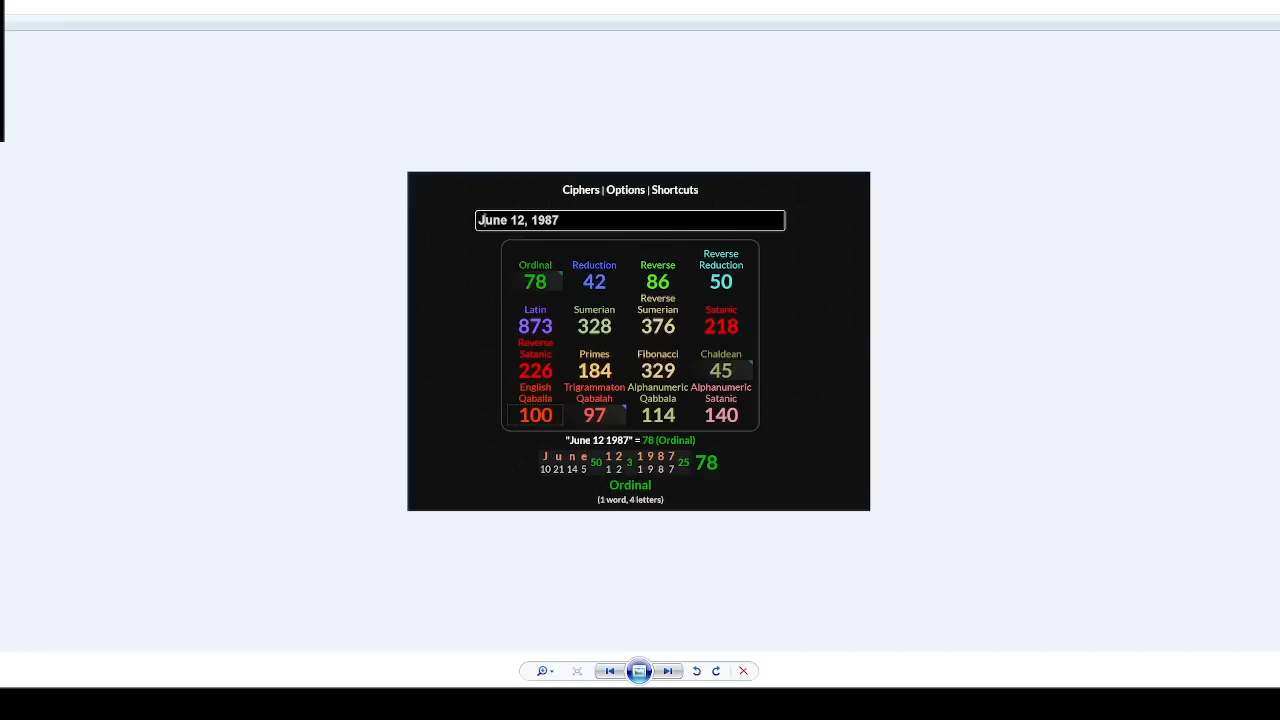 Ciphers | Options | Shortcuts
June 12, 1987
Ordinal Reduction Reverse Reverse Reduction
78 42 86 50
Latin Sumerian Reverse Sumerian Satanic
873 328 376 218
Reverse Satanic Primes Fibonacci Chaldean
226 184 329 45
English Qaballa Trigrammaton Qabalah Alphanumeric Qabbala Alphanumeric Satanic
100 97 114 140
"June 12 1987" = 78 (Ordinal)
J u n e 50 1 2 3 1 9 8 7 25 78
10 21 14 5 1 2 1 9 8 7
Ordinal
(1 word, 4 letters)